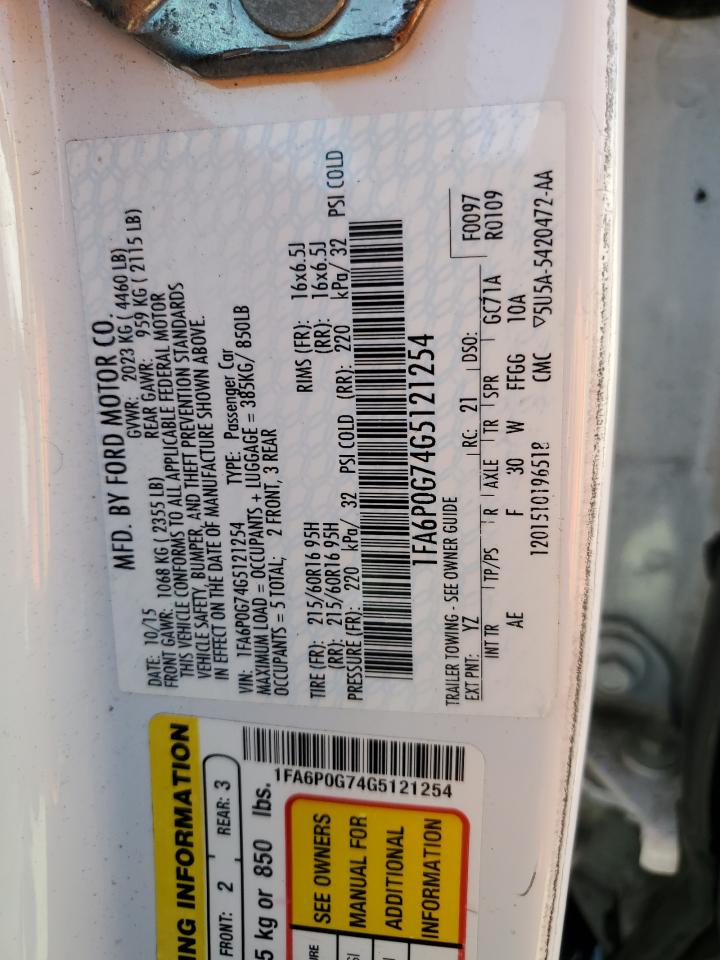 MFD. BY FORD MOTOR CO.
DATE: 10/15 GVWR: 2023 KG ( 4460 LB)
FRONT GAWR: 1068 KG ( 2355 LB) REAR GAWR: 959 KG ( 2115 LB)
THIS VEHICLE CONFORMS TO ALL APPLICABLE FEDERAL MOTOR
VEHICLE SAFETY, BUMPER, AND THEFT PREVENTION STANDARDS
IN EFFECT ON THE DATE OF MANUFACTURE SHOWN ABOVE.
VIN: 1FA6P0G74G5121254 TYPE: Passenger Car
MAXIMUM LOAD = OCCUPANTS + LUGGAGE = 385KG/ 850LB
OCCUPANTS = 5 TOTAL: 2 FRONT, 3 REAR
TIRE (FR): 215/60R16 95H RIMS (FR): 16x6.5J
(RR): 215/60R16 95H (RR): 16x6.5J
PRESSURE (FR): 220 kPa/ 32 PSI COLD (RR): 220 kPa/ 32 PSI COLD
1FA6P0G74G5121254
TRAILER TOWING - SEE OWNER GUIDE F0097
EXT PNT: YZ RC: 21 DSO: R0109
INT TR TP/PS R AXLE TR SPR GC71A
AE F 30 W FFGG 10A
1201510196518 CMC ▽5U5A-5420472-AA
ING INFORMATION
FRONT: 2 REAR: 3
5 kg or 850 lbs.
1FA6P0G74G5121254
SEE OWNERS
MANUAL FOR
ADDITIONAL
INFORMATION